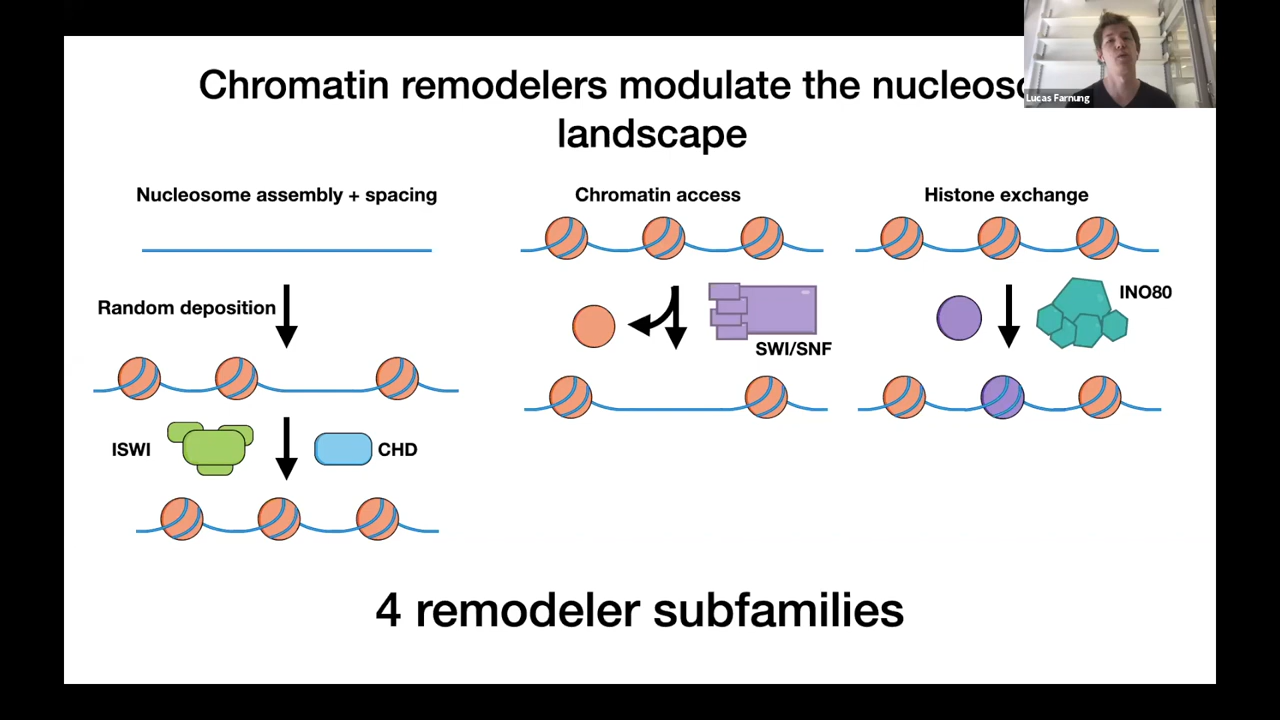 Chromatin remodelers modulate the
landscape
Lucas Farnung
Nucleosome assembly + spacing
Random deposition
ISWI
CHD
Chromatin access
SWI/SNF
Histone exchange
INO80
4 remodeler subfamilies